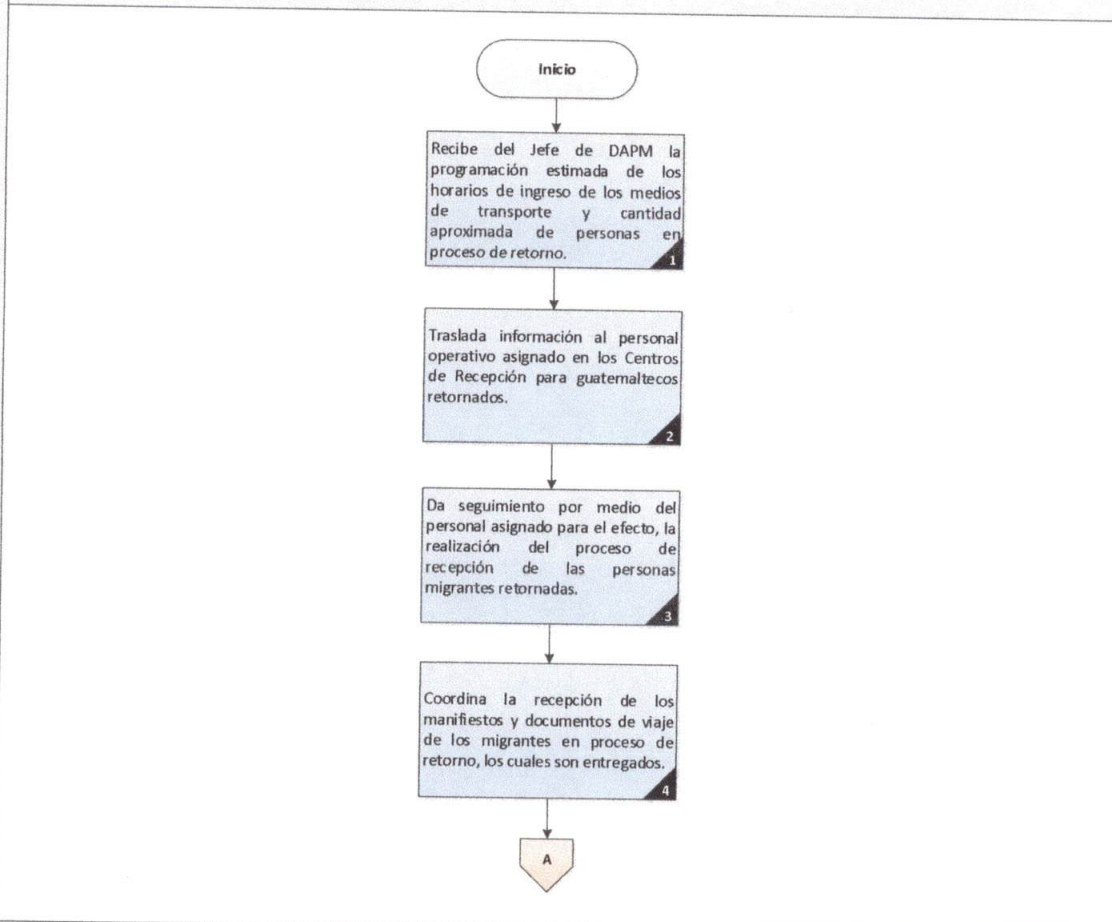 Inicio
Recibe del Jefe de DAPM la
programación estimada de los
horarios de ingreso de los medios
de transporte y cantidad
aproximada de personas en
proceso de retorno.
1
Traslada información al personal
operativo asignado en los Centros
de Recepción para guatemaltecos
retornados.
2
Da seguimiento por medio del
personal asignado para el efecto, la
realización del proceso de
recepción de las personas
migrantes retornadas.
3
Coordina la recepción de los
manifiestos y documentos de viaje
de los migrantes en proceso de
retorno, los cuales son entregados.
4
A